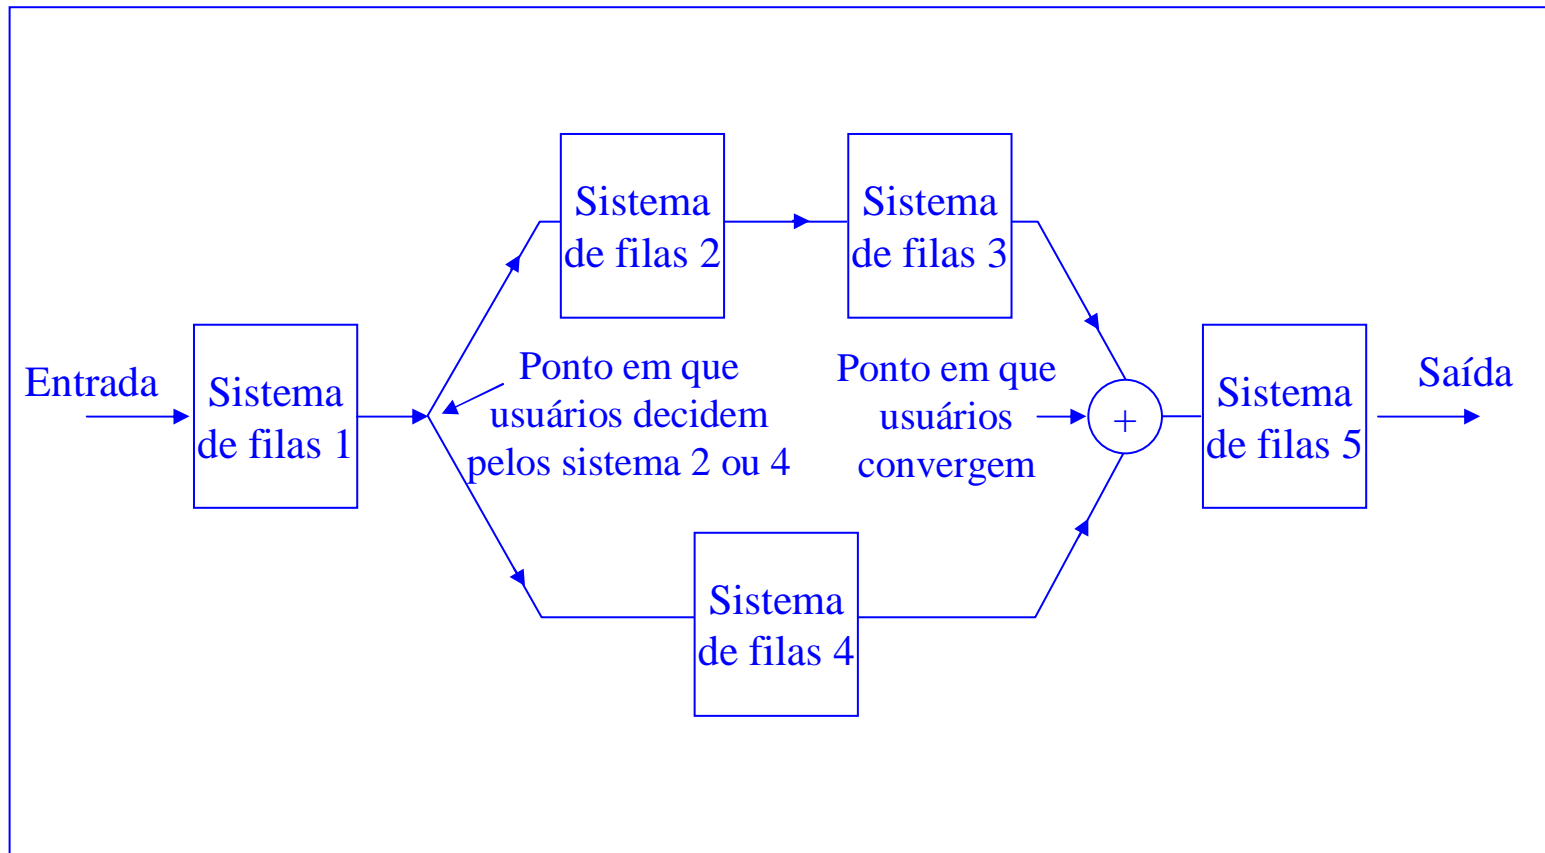 Entrada
Sistema
de filas 1
Sistema
de filas 2
Sistema
de filas 3
Ponto em que
usuários decidem
pelos sistema 2 ou 4
Ponto em que
usuários
convergem
+
Sistema
de filas 4
Sistema
de filas 5
Saída